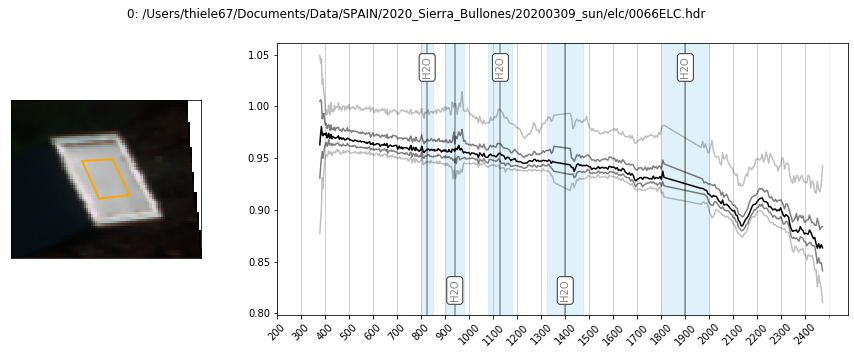 0: /Users/thiele67/Documents/Data/SPAIN/2020_Sierra_Bullones/20200309_sun/elc/0066ELC.hdr
1.05
1.00
0.95
0.90
0.85
0.80
H2O
H2O
H2O
H2O
H2O
200 300 400 500 600 700 800 900 1000 1100 1200 1300 1400 1500 1600 1700 1800 1900 2000 2100 2200 2300 2400